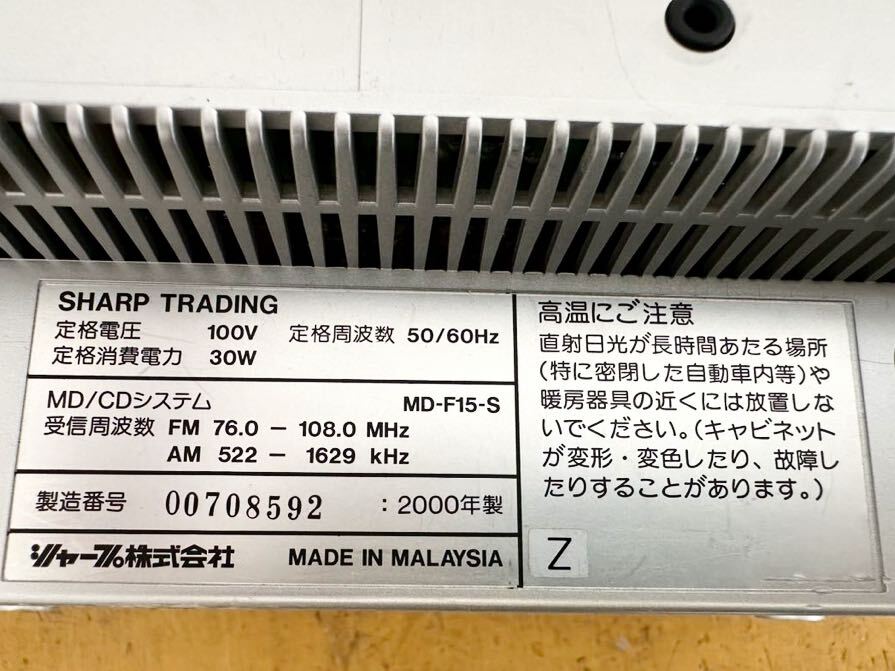 SHARP TRADING
定格電圧 100V 定格周波数 50/60Hz
定格消費電力 30W
MD/CDシステム MD-F15-S
受信周波数 FM 76.0 - 108.0 MHz
AM 522 - 1629 kHz
製造番号 00708592 : 2000年製
シャープ株式会社 MADE IN MALAYSIA
高温にご注意
直射日光が長時間あたる場所
(特に密閉した自動車内等)や
暖房器具の近くには放置しな
いでください。(キャビネット
が変形・変色したり、故障し
たりすることがあります。)
Z